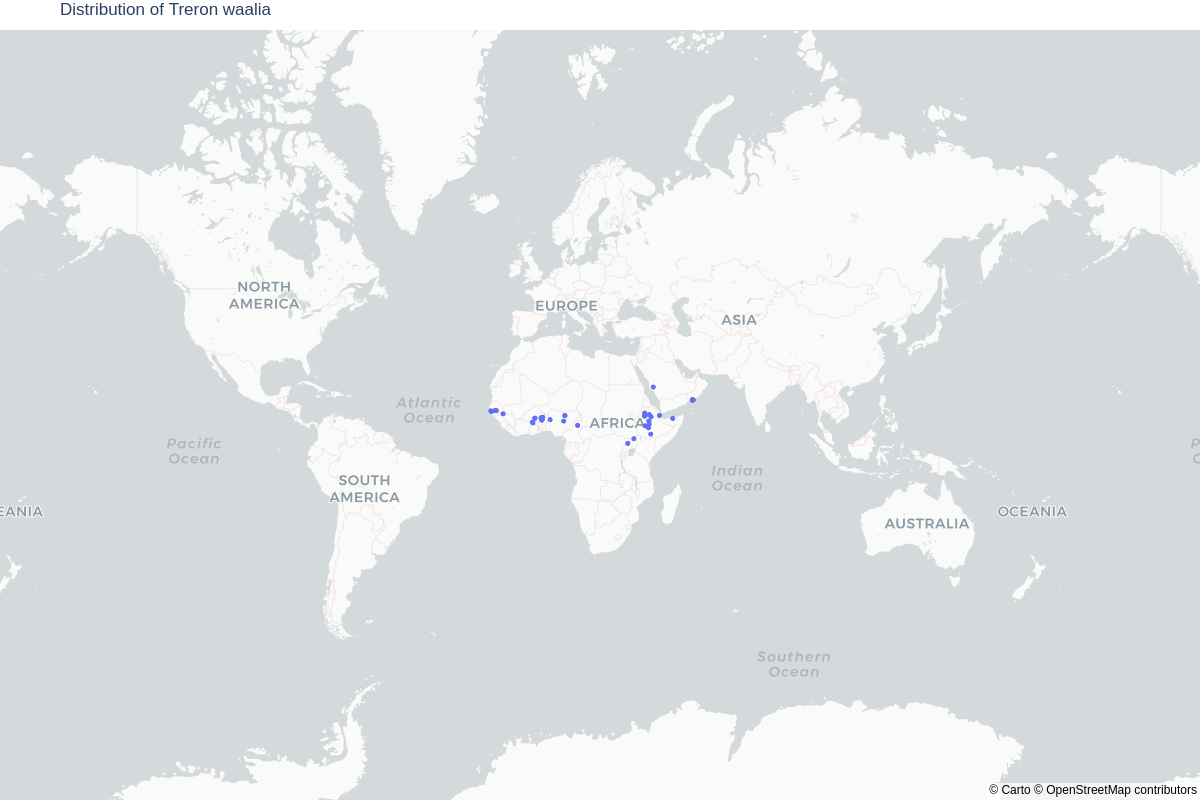 Distribution of Treron waalia
NORTH
AMERICA
EUROPE
ASIA
Atlantic
Ocean
AFRICA
Pacific
Ocean
P
C
Indian
Ocean
SOUTH
AMERICA
EANIA
OCEANIA
AUSTRALIA
Southern
Ocean
© Carto © OpenStreetMap contributors